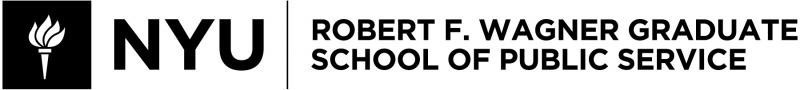 NYU
ROBERT F. WAGNER GRADUATE
SCHOOL OF PUBLIC SERVICE